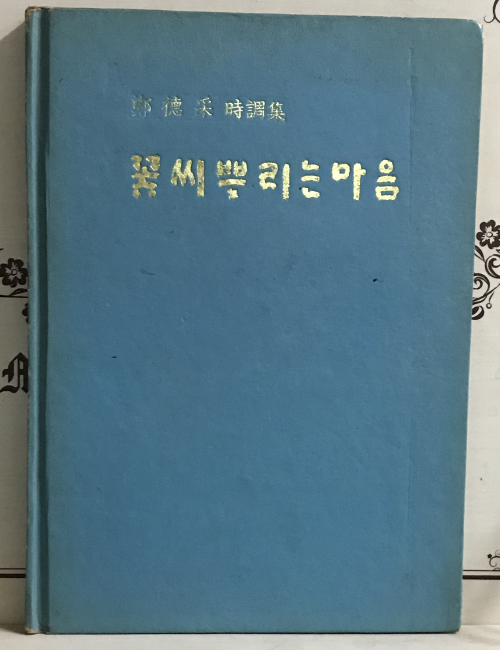 鄭德采 時調集
꽃씨 뿌리는 마음